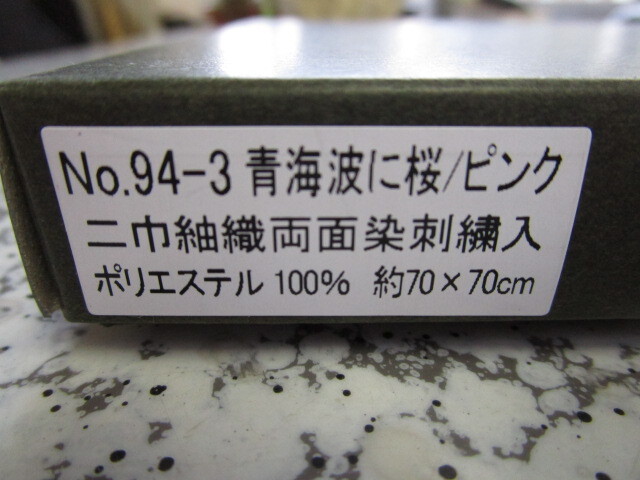 No.94-3 青海波に桜/ピンク
二巾紬織両面染刺繍入
ポリエステル 100% 約70×70cm